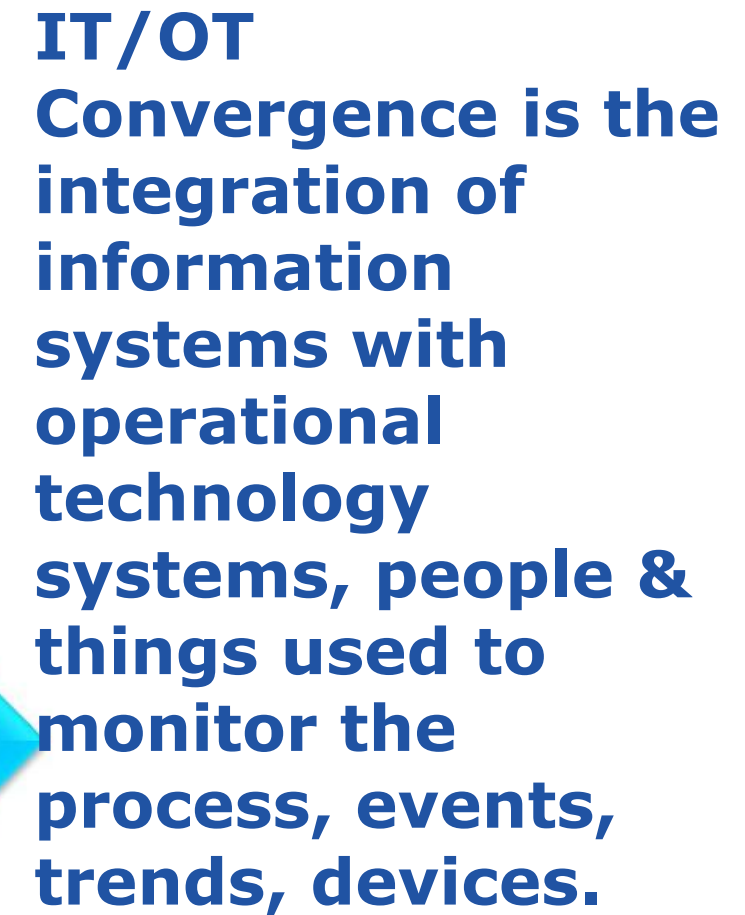 IT/OT
Convergence is the
integration of
information
systems with
operational
technology
systems, people &
things used to
monitor the
process, events,
trends, devices.